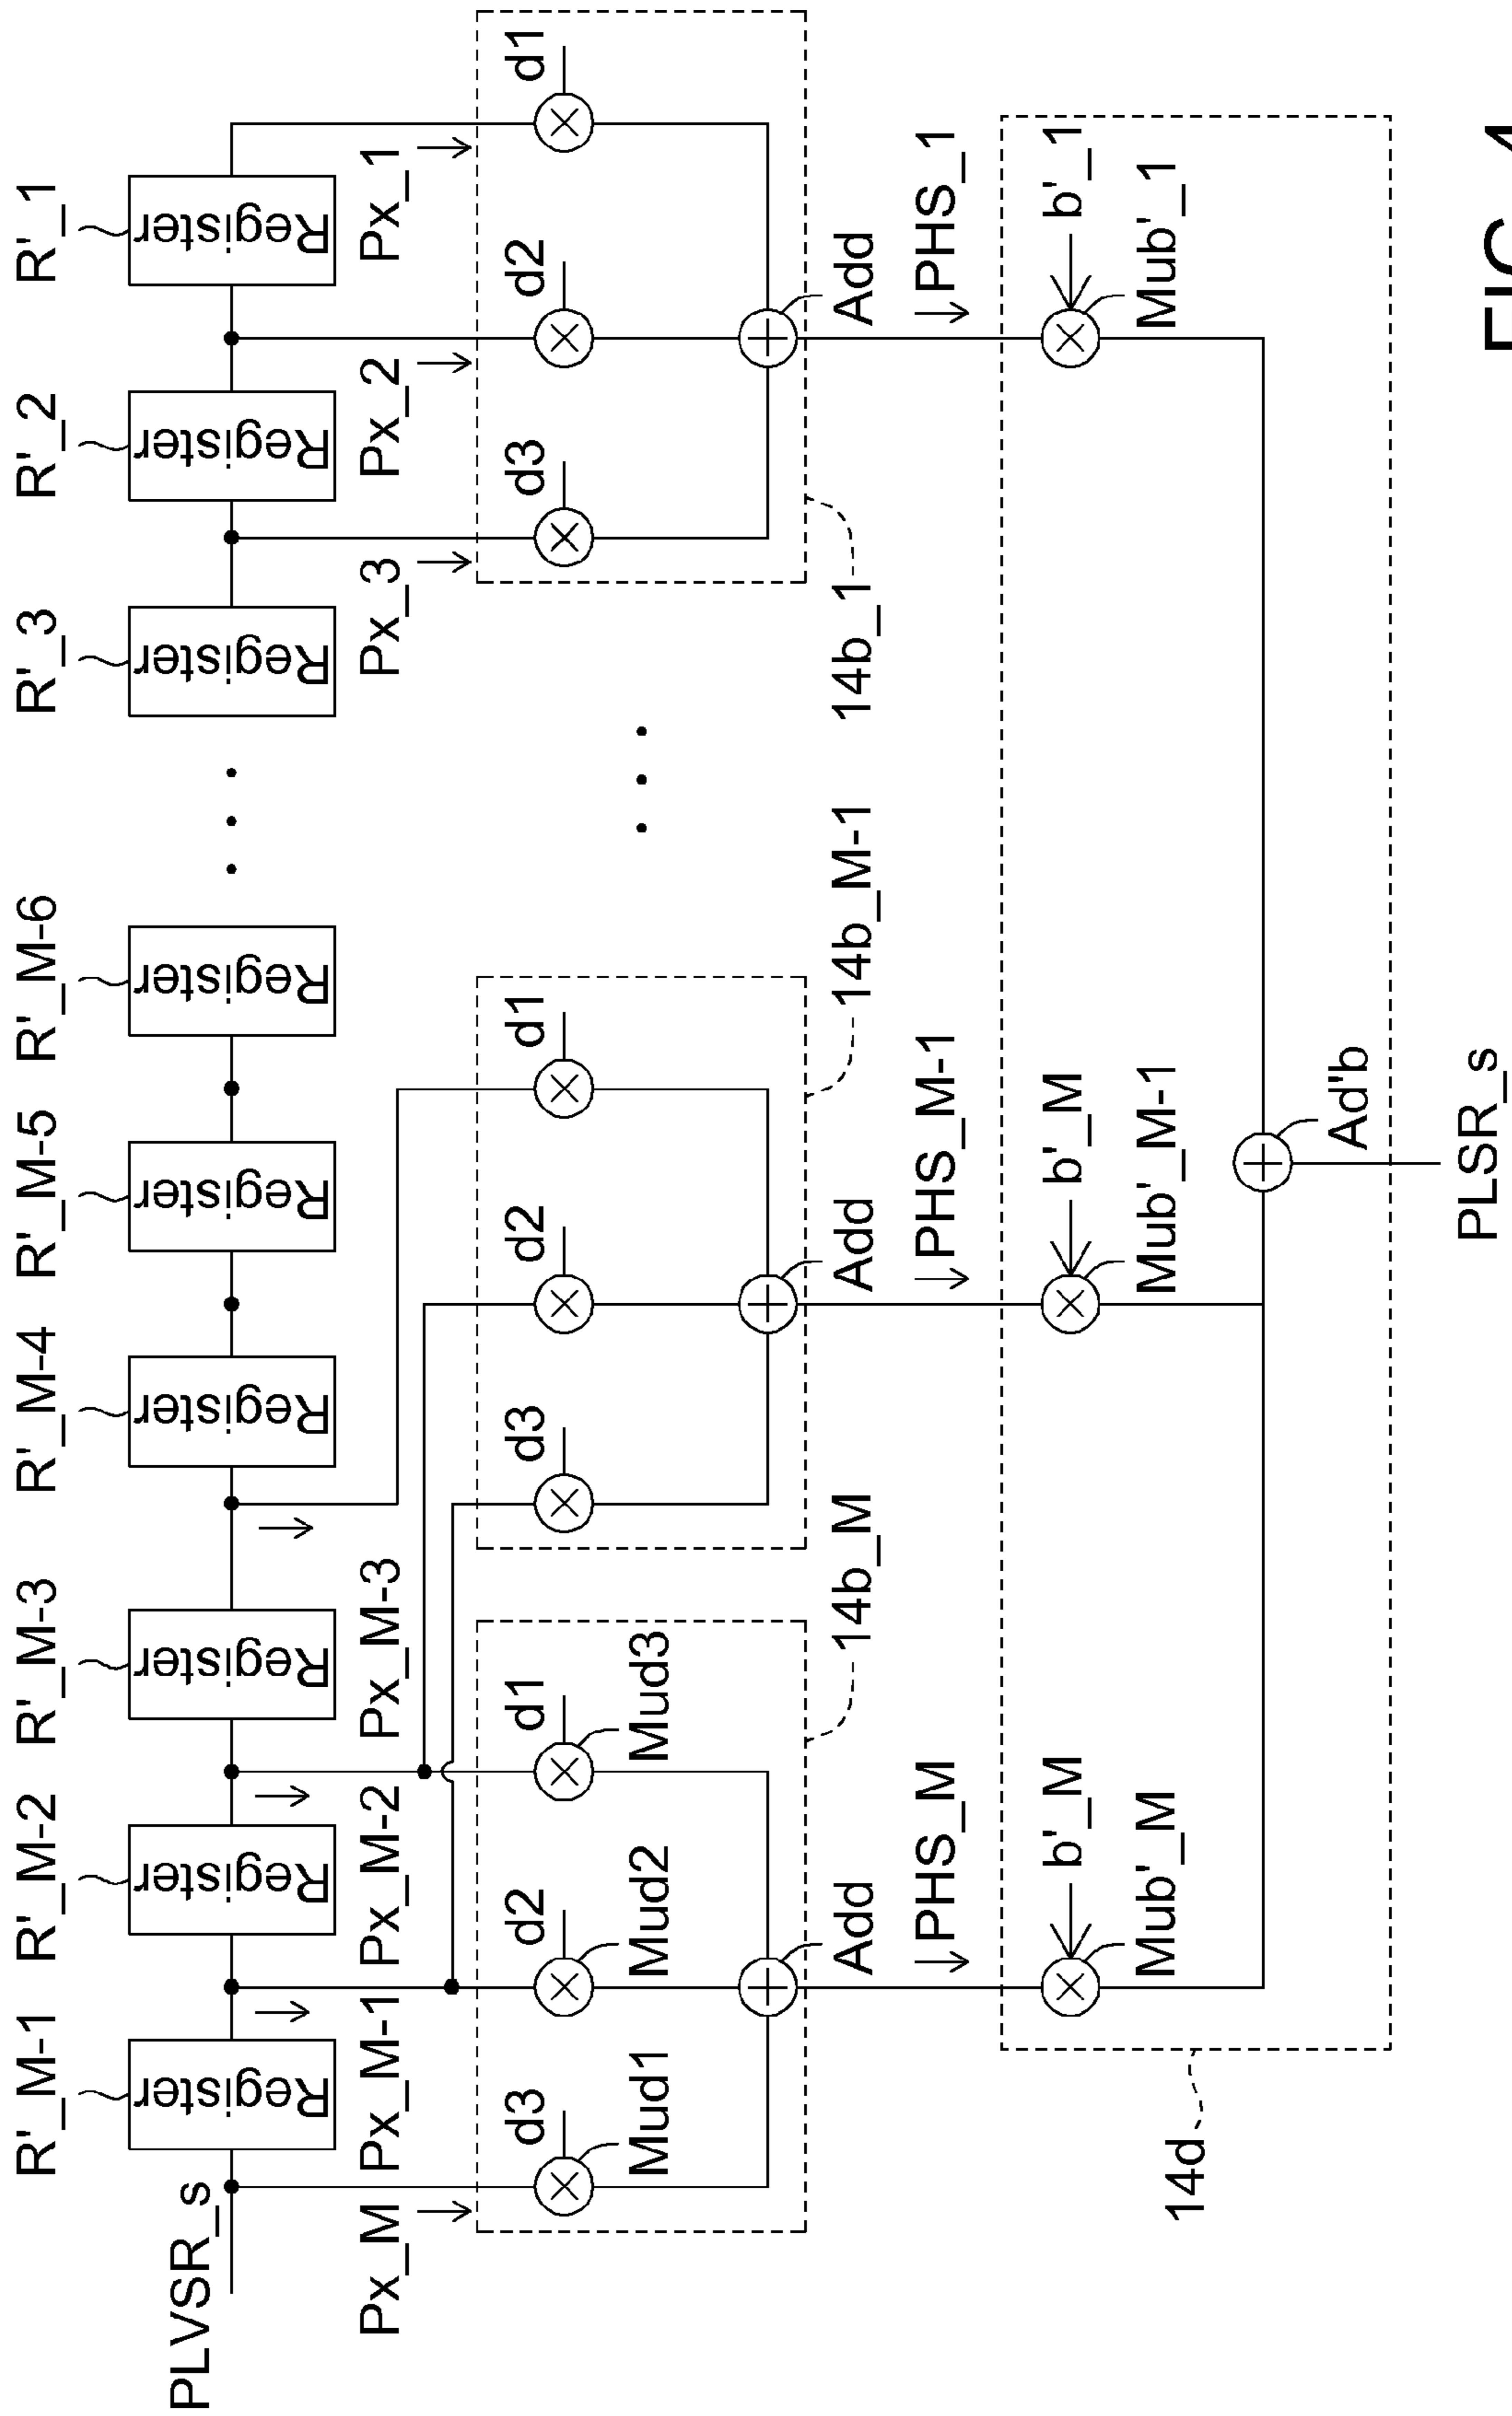 R'_M-1 R'_M-2 R'_M-3 R'_M-4 R'_M-5 R'_M-6 R'_3 R'_2 R'_1
Register Register Register Register Register Register Register Register Register
PLVSR_s
Px_M Px_M-1 Px_M-2 Px_M-3 Px_3 Px_2 Px_1
d3 d2 d1 d3 d2 d1 d3 d2 d1
Mud1 Mud2 Mud3
Add 14b_M Add 14b_M-1 14b_1 Add
PHS_M PHS_M-1 PHS_1
b'_M b'_M b'_1
14d Mub'_M Mub'_M-1 Mub'_1
Ad'b
PLSR_s
FIG. 4